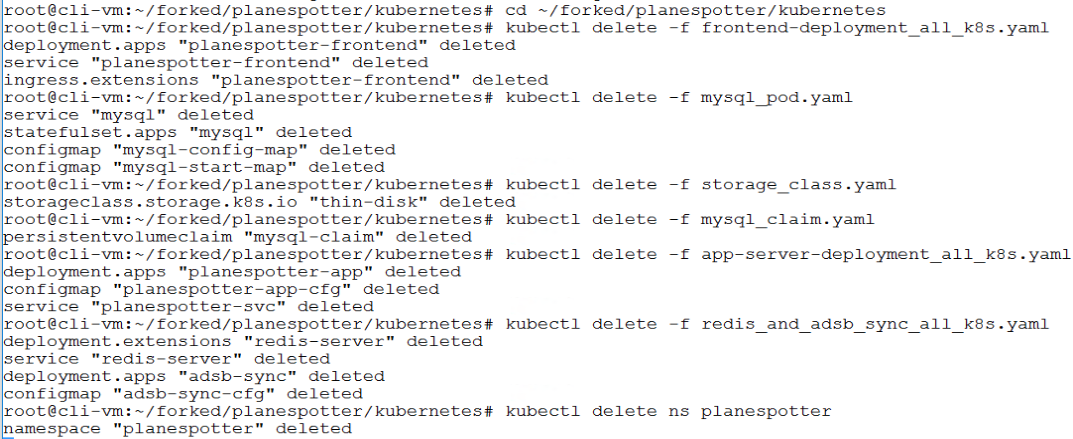 root@cli-vm:~/forked/planespotter/kubernetes# cd ~/forked/planespotter/kubernetes
root@cli-vm:~/forked/planespotter/kubernetes# kubectl delete -f frontend-deployment_all_k8s.yaml
deployment.apps "planespotter-frontend" deleted
service "planespotter-frontend" deleted
ingress.extensions "planespotter-frontend" deleted
root@cli-vm:~/forked/planespotter/kubernetes# kubectl delete -f mysql_pod.yaml
service "mysql" deleted
statefulset.apps "mysql" deleted
configmap "mysql-config-map" deleted
configmap "mysql-start-map" deleted
root@cli-vm:~/forked/planespotter/kubernetes# kubectl delete -f storage_class.yaml
storageclass.storage.k8s.io "thin-disk" deleted
root@cli-vm:~/forked/planespotter/kubernetes# kubectl delete -f mysql_claim.yaml
persistentvolumeclaim "mysql-claim" deleted
root@cli-vm:~/forked/planespotter/kubernetes# kubectl delete -f app-server-deployment_all_k8s.yaml
deployment.apps "planespotter-app" deleted
configmap "planespotter-app-cfg" deleted
service "planespotter-svc" deleted
root@cli-vm:~/forked/planespotter/kubernetes# kubectl delete -f redis_and_adsb_sync_all_k8s.yaml
deployment.extensions "redis-server" deleted
service "redis-server" deleted
deployment.apps "adsb-sync" deleted
configmap "adsb-sync-cfg" deleted
root@cli-vm:~/forked/planespotter/kubernetes# kubectl delete ns planespotter
namespace "planespotter" deleted